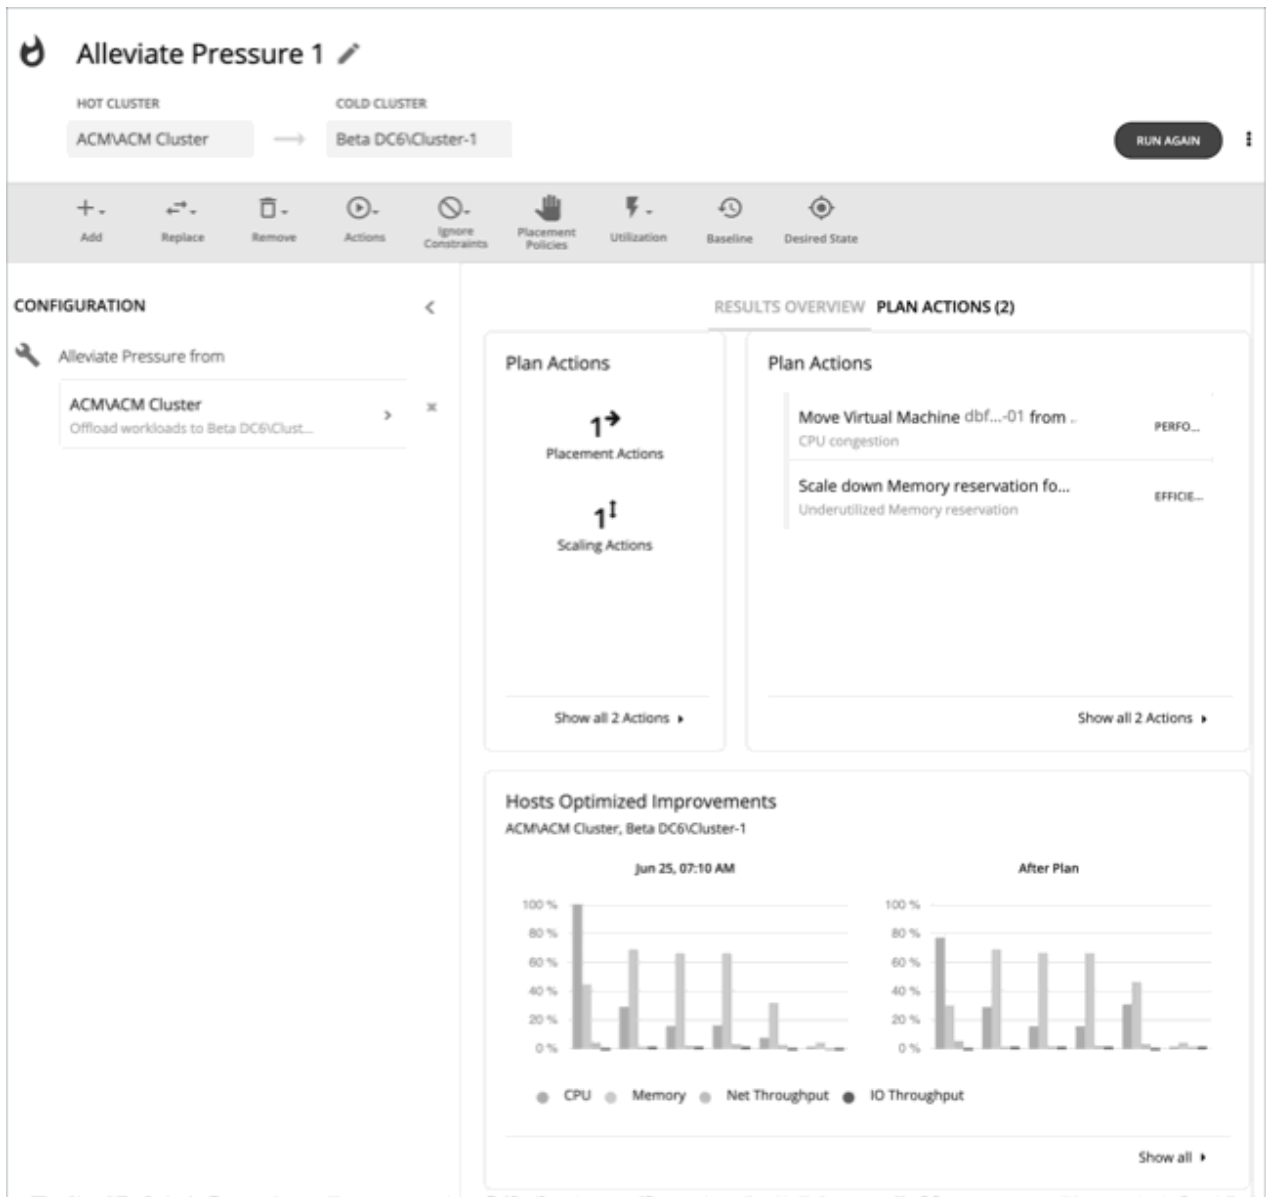 Alleviate Pressure 1
HOT CLUSTER
COLD CLUSTER
ACM\ACM Cluster
Beta DC6\Cluster-1
RUN AGAIN
Add
Replace
Remove
Actions
Ignore
Constraints
Placement
Policies
Utilization
Baseline
Desired State
CONFIGURATION
Alleviate Pressure from
ACM\ACM Cluster
Offload workloads to Beta DC6\Clust...
RESULTS OVERVIEW PLAN ACTIONS (2)
Plan Actions
1
Placement Actions
1
Scaling Actions
Show all 2 Actions
Plan Actions
Move Virtual Machine dbf...-01 from ..
CPU congestion
PERFO...
Scale down Memory reservation fo...
Underutilized Memory reservation
EFFICIE...
Show all 2 Actions
Hosts Optimized Improvements
ACM\ACM Cluster, Beta DC6\Cluster-1
Jun 25, 07:10 AM
100 %
80 %
60 %
40 %
20 %
0 %
After Plan
100 %
80 %
60 %
40 %
20 %
0 %
CPU Memory Net Throughput IO Throughput
Show all